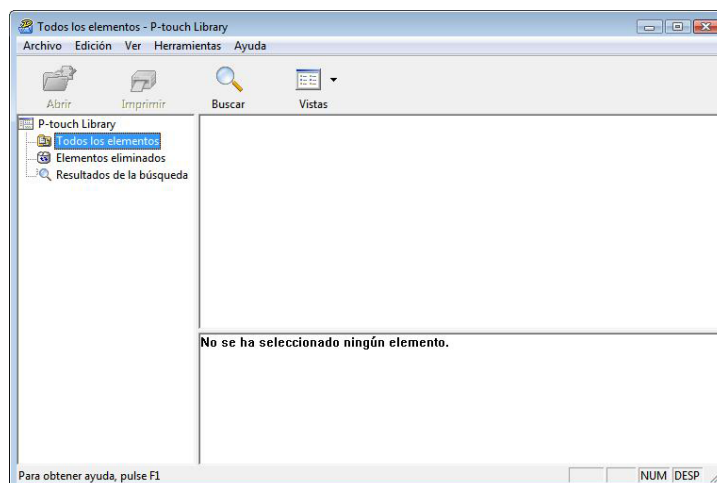 Todos los elementos - P-touch Library
Archivo Edición Ver Herramientas Ayuda
Abrir Imprimir Buscar Vistas
P-touch Library
Todos los elementos
Elementos eliminados
Resultados de la búsqueda
No se ha seleccionado ningún elemento.
Para obtener ayuda, pulse F1 NUM DESP